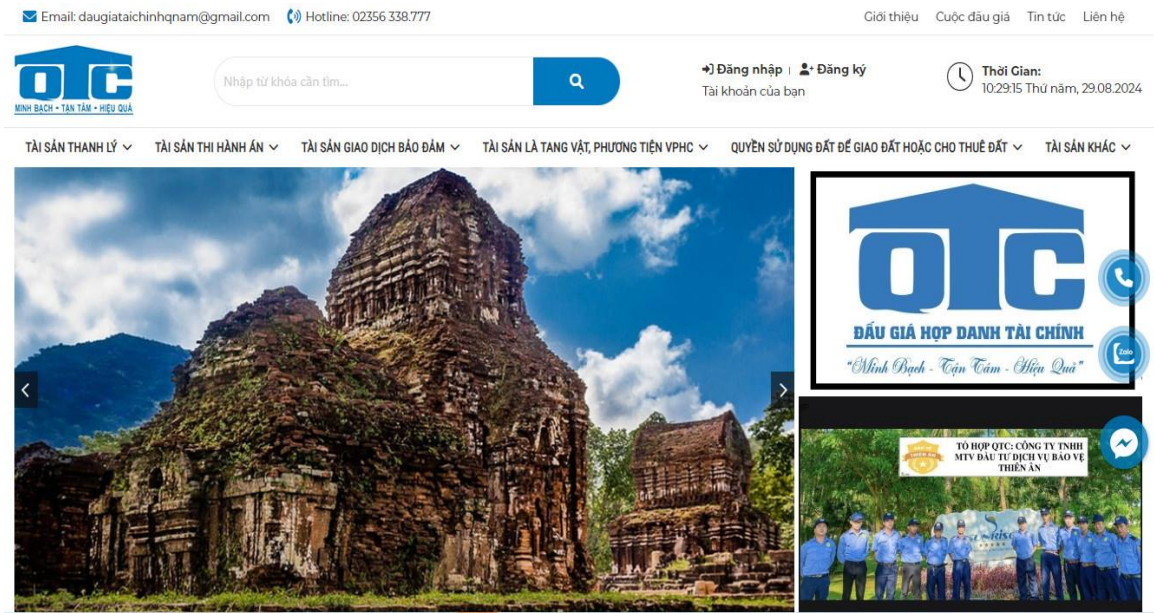 Email: daugiataichinhqnam@gmail.com
Hotline: 02356 338.777
Giới thiệu
Cuộc đấu giá
Tin tức
Liên hệ
QTC
MINH BẠCH • TẬN TÂM • HIỆU QUẢ
Nhập từ khóa cần tìm...
Đăng nhập | Đăng ký
Tài khoản của bạn
Thời Gian:
10:29:15 Thứ năm, 29.08.2024
TÀI SẢN THANH LÝ
TÀI SẢN THI HÀNH ÁN
TÀI SẢN GIAO DỊCH BẢO ĐẢM
TÀI SẢN LÀ TANG VẬT, PHƯƠNG TIỆN VPHC
QUYỀN SỬ DỤNG ĐẤT ĐỂ GIAO ĐẤT HOẶC CHO THUÊ ĐẤT
TÀI SẢN KHÁC
QTC
ĐẤU GIÁ HỢP DANH TÀI CHÍNH
"Minh Bạch - Tận Tâm - Hiệu Quả"
Zalo
TỔ HỢP QTC: CÔNG TY TNHH
MTV ĐẦU TƯ DỊCH VỤ BẢO VỆ
THIÊN ÂN